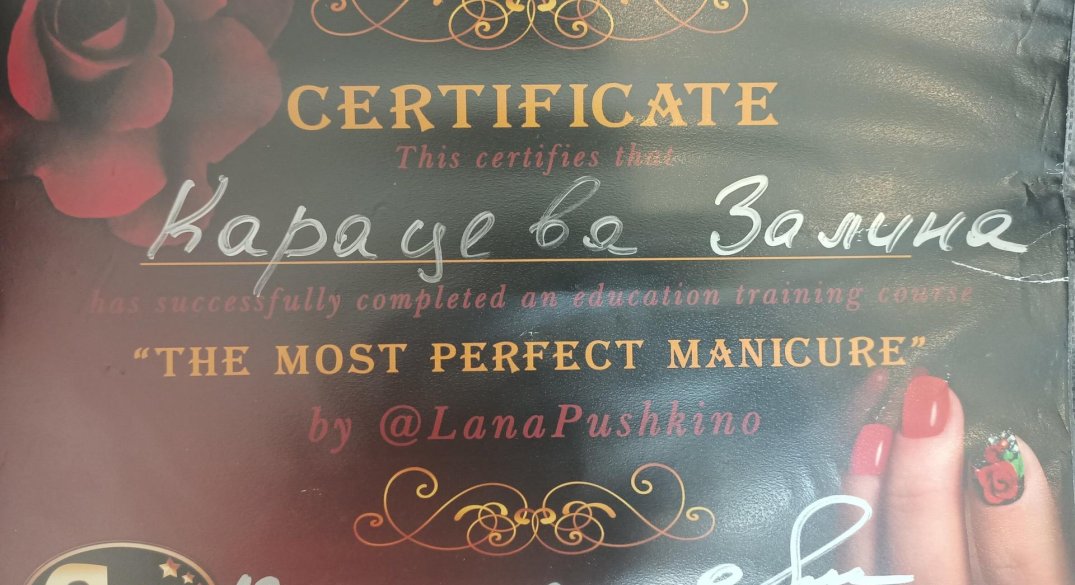 CERTIFICATE
This certifies that
Карацева Залина
has successfully completed an education training course
“THE MOST PERFECT MANICURE”
by @LanaPushkino